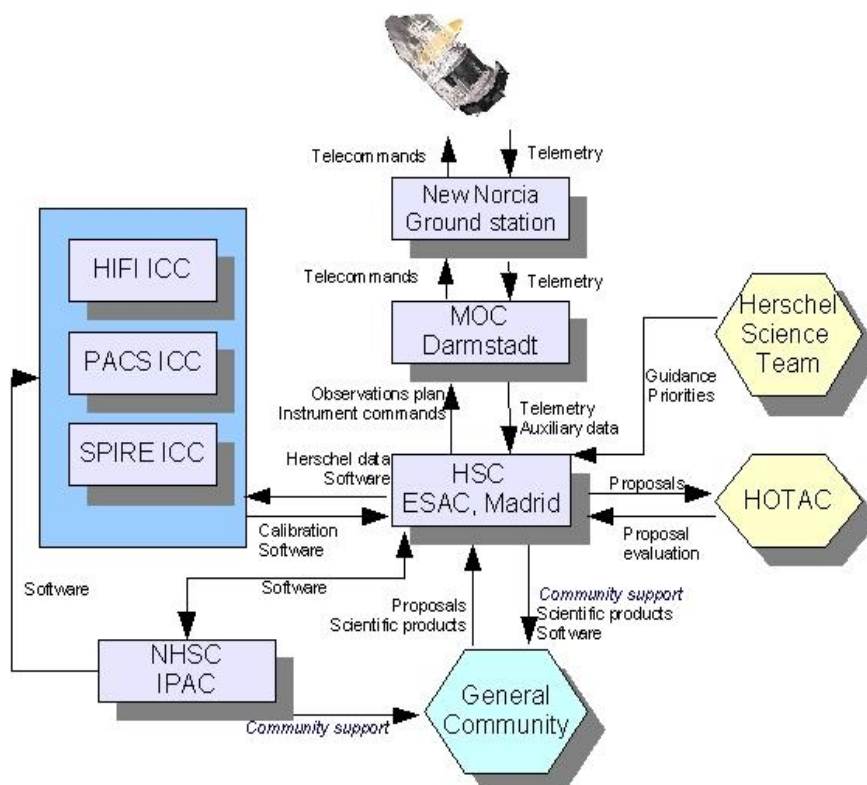 Telecommands
Telemetry
New Norcia
Ground station
Telecommands
Telemetry
HIFI ICC
PACS ICC
SPIRE ICC
MOC
Darmstadt
Herschel
Science
Team
Guidance
Priorities
Observations plan
Instrument commands
Telemetry
Auxiliary data
Herschel data
Software
HSC
ESAC, Madrid
Proposals
HOTAC
Proposal
evaluation
Calibration
Software
Software
Software
Proposals
Scientific products
Community support
Scientific products
Software
NHSC
IPAC
General
Community
Community support